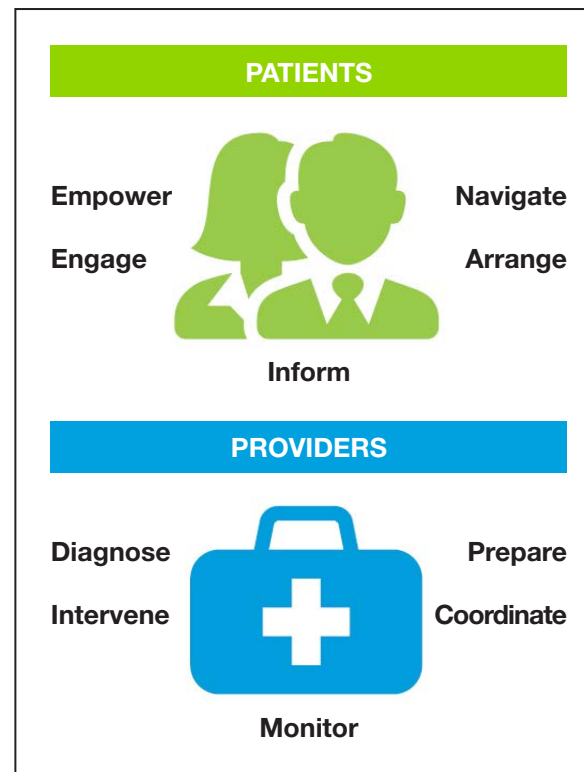 PATIENTS
Empower
Navigate
Engage
Arrange
Inform
PROVIDERS
Diagnose
Prepare
Intervene
Coordinate
Monitor